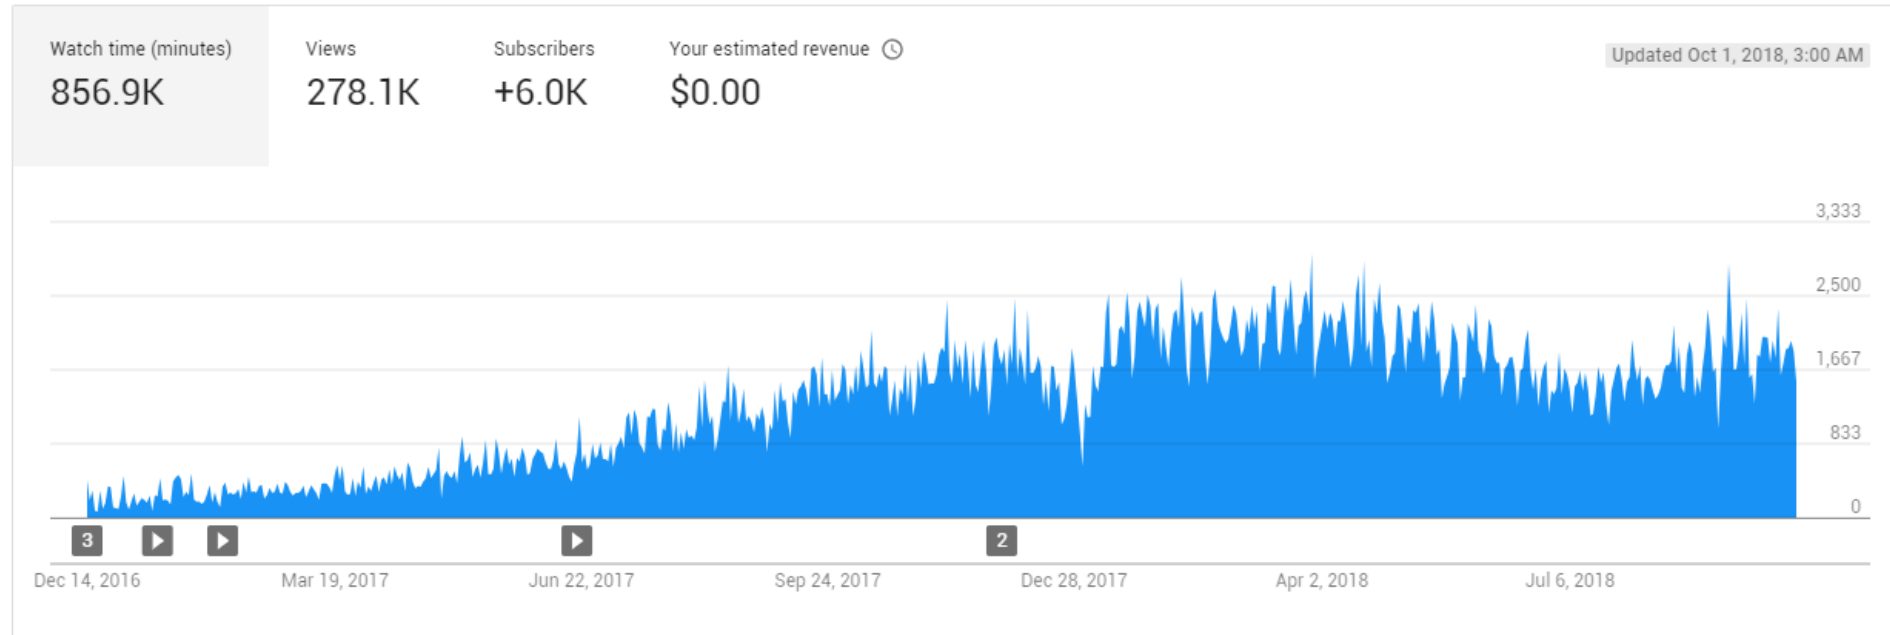 Watch time (minutes)
856.9K
Views
278.1K
Subscribers
+6.0K
Your estimated revenue
$0.00
Updated Oct 1, 2018, 3:00 AM
3,333
2,500
1,667
833
0
3
2
Dec 14, 2016
Mar 19, 2017
Jun 22, 2017
Sep 24, 2017
Dec 28, 2017
Apr 2, 2018
Jul 6, 2018